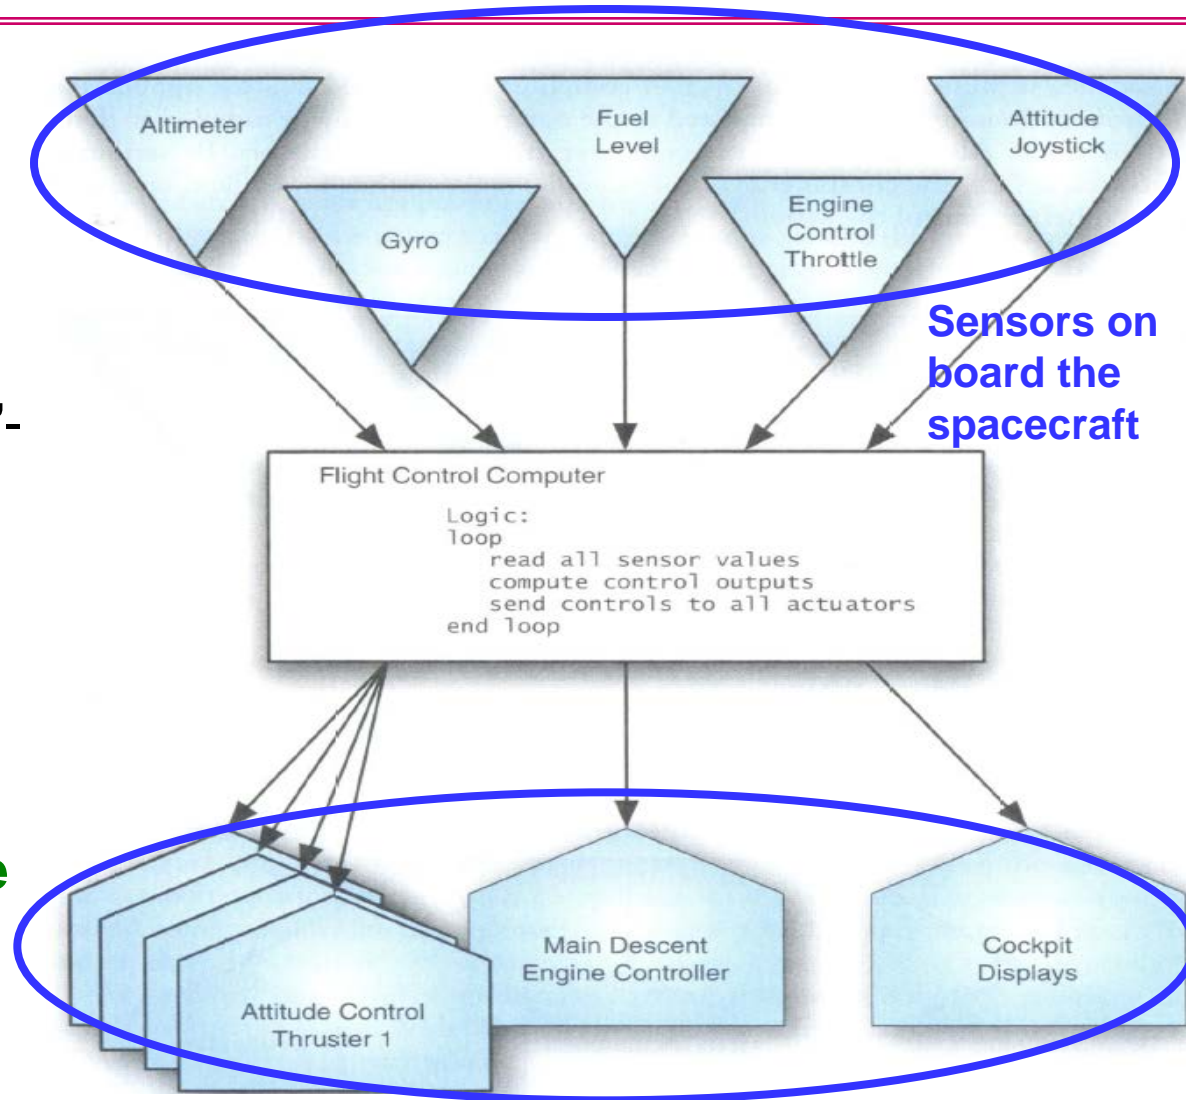 Altimeter
Fuel
Level
Attitude
Joystick
Gyro
Engine
Control
Throttle
Sensors on
board the
spacecraft
Flight Control Computer
Logic:
loop
read all sensor values
compute control outputs
send controls to all actuators
end loop
e
Attitude Control
Thruster 1
Main Descent
Engine Controller
Cockpit
Displays